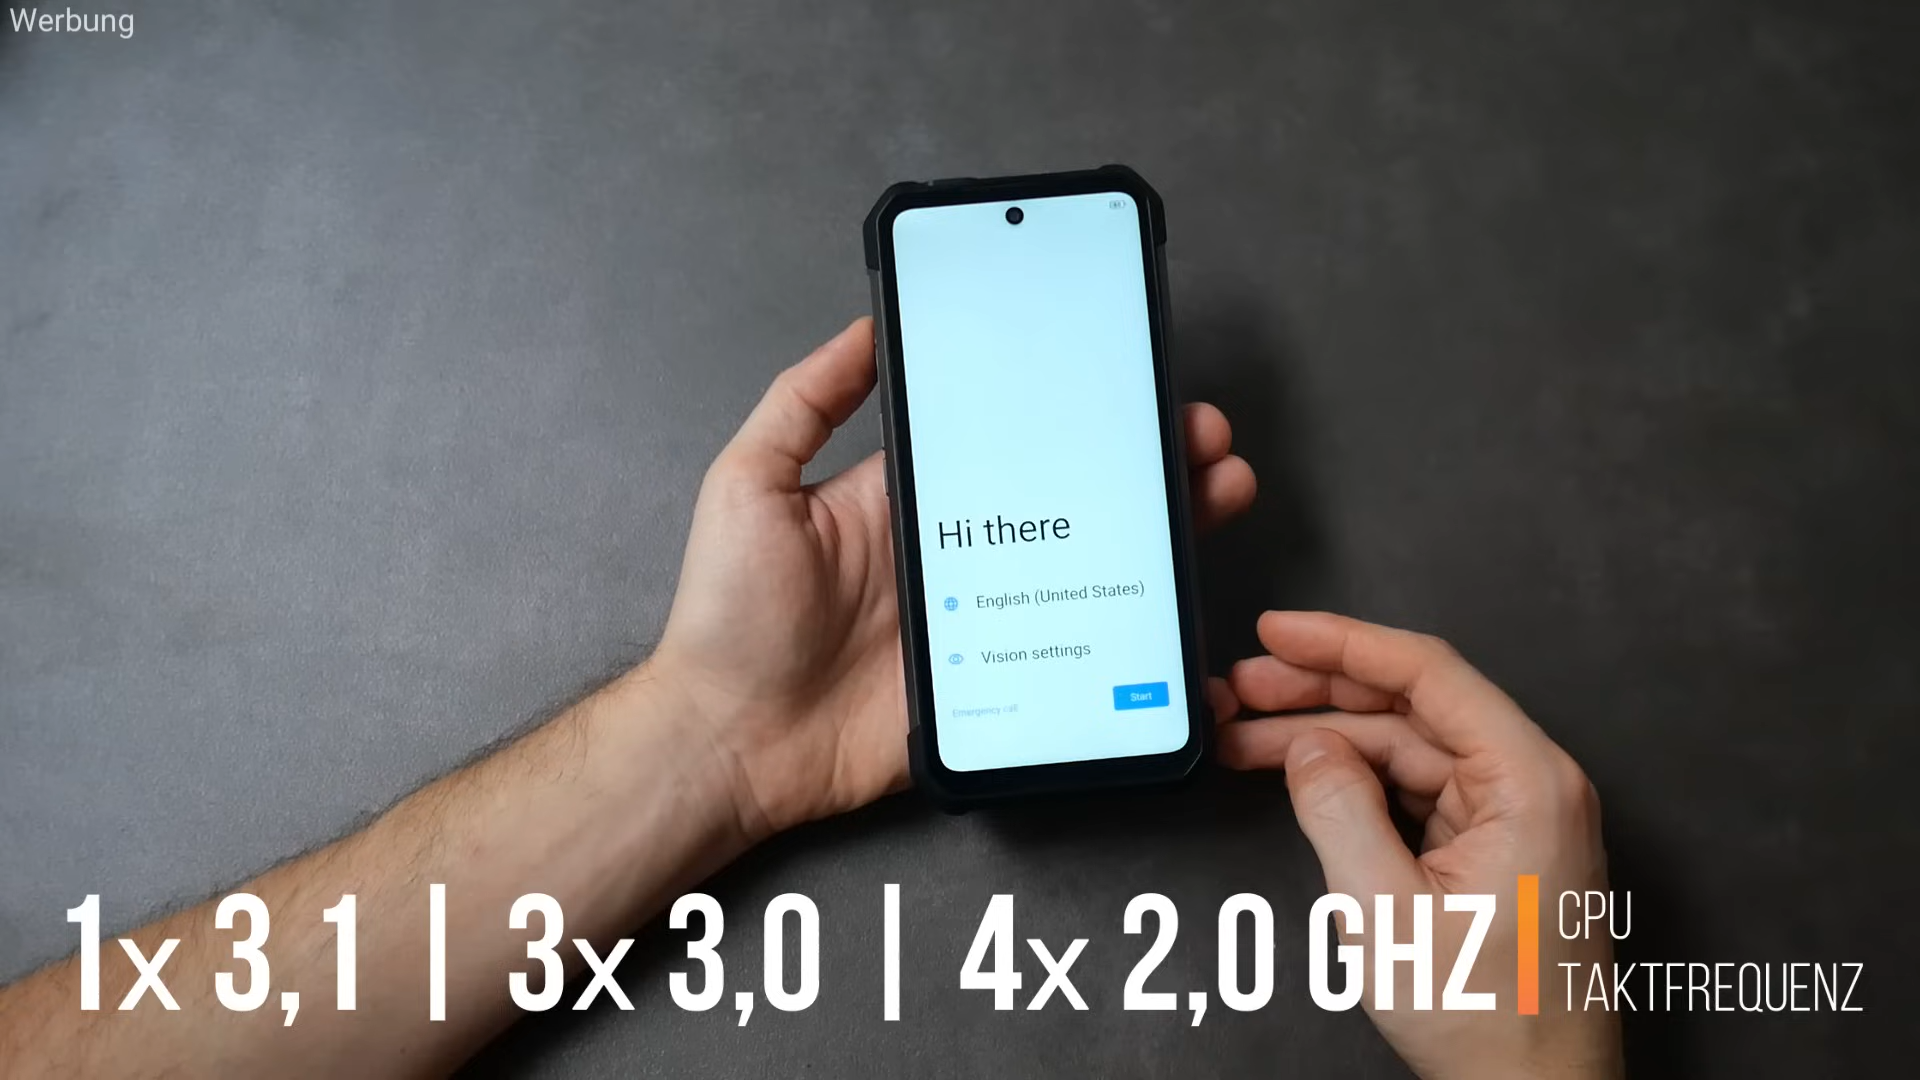 Werbung
Hi there
English (United States)
Vision settings
Emergency call
Start
1x 3,1 | 3x 3,0 | 4x 2,0 GHZ
CPU
TAKTFREQUENZ